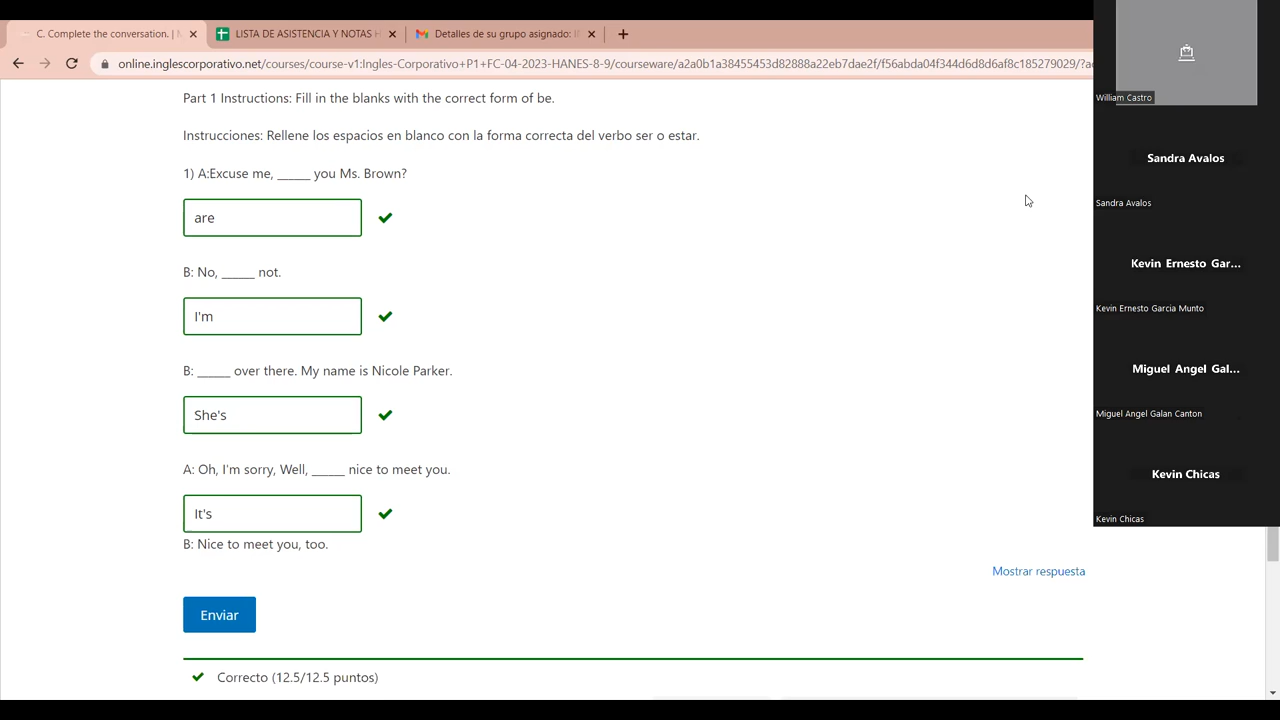 C. Complete the conversation. |
LISTA DE ASISTENCIA Y NOTAS H
Detalles de su grupo asignado: II
online.inglescorporativo.net/courses/course-v1:Ingles-Corporativo+P1+FC-04-2023-HANES-8-9/courseware/a2a0b1a38455453d82888a22eb7dae2f/f56abda04f344d6d8d6af8c185279029/?ac
Part 1 Instructions: Fill in the blanks with the correct form of be.
Instrucciones: Rellene los espacios en blanco con la forma correcta del verbo ser o estar.
1) A:Excuse me, _____ you Ms. Brown?
are
B: No, _____ not.
I'm
B: _____ over there. My name is Nicole Parker.
She's
A: Oh, I'm sorry, Well, _____ nice to meet you.
It's
B: Nice to meet you, too.
Mostrar respuesta
Enviar
Correcto (12.5/12.5 puntos)
William Castro
Sandra Avalos
Sandra Avalos
Kevin Ernesto Gar...
Kevin Ernesto Garcia Munto
Miguel Angel Gal...
Miguel Angel Galan Canton
Kevin Chicas
Kevin Chicas